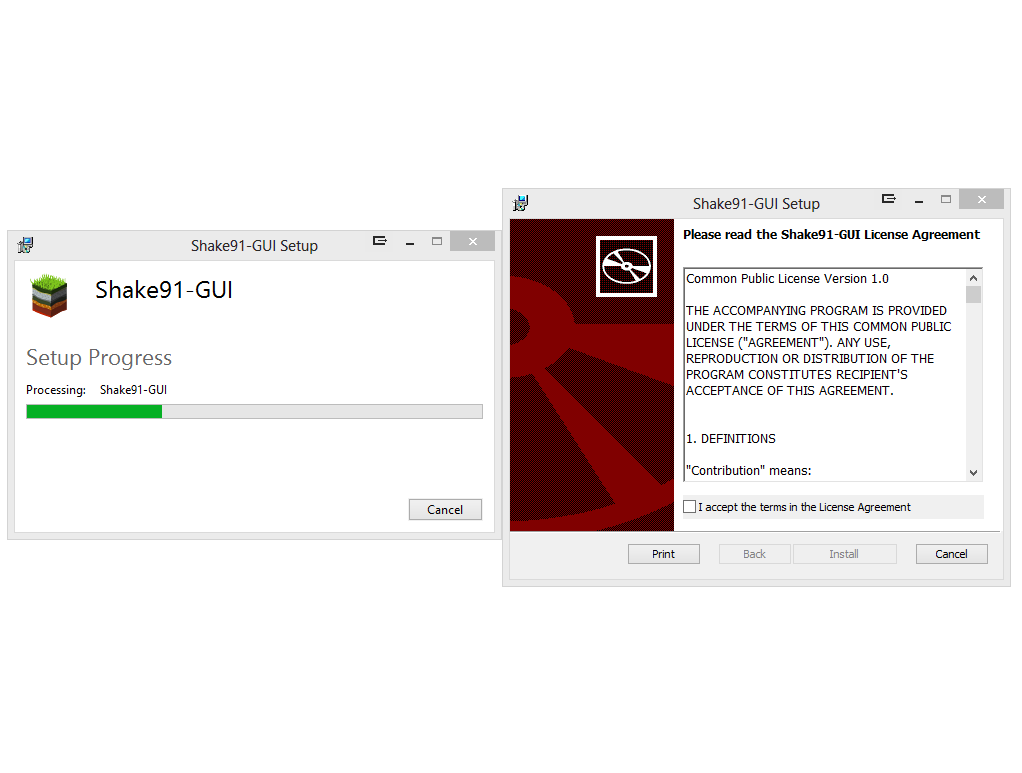 Shake91-GUI Setup
Shake91-GUI
Setup Progress
Processing: Shake91-GUI
Cancel
Shake91-GUI Setup
Please read the Shake91-GUI License Agreement
Common Public License Version 1.0
THE ACCOMPANYING PROGRAM IS PROVIDED
UNDER THE TERMS OF THIS COMMON PUBLIC
LICENSE ("AGREEMENT"). ANY USE,
REPRODUCTION OR DISTRIBUTION OF THE
PROGRAM CONSTITUTES RECIPIENT'S
ACCEPTANCE OF THIS AGREEMENT.
1. DEFINITIONS
"Contribution" means:
I accept the terms in the License Agreement
Print Back Install Cancel